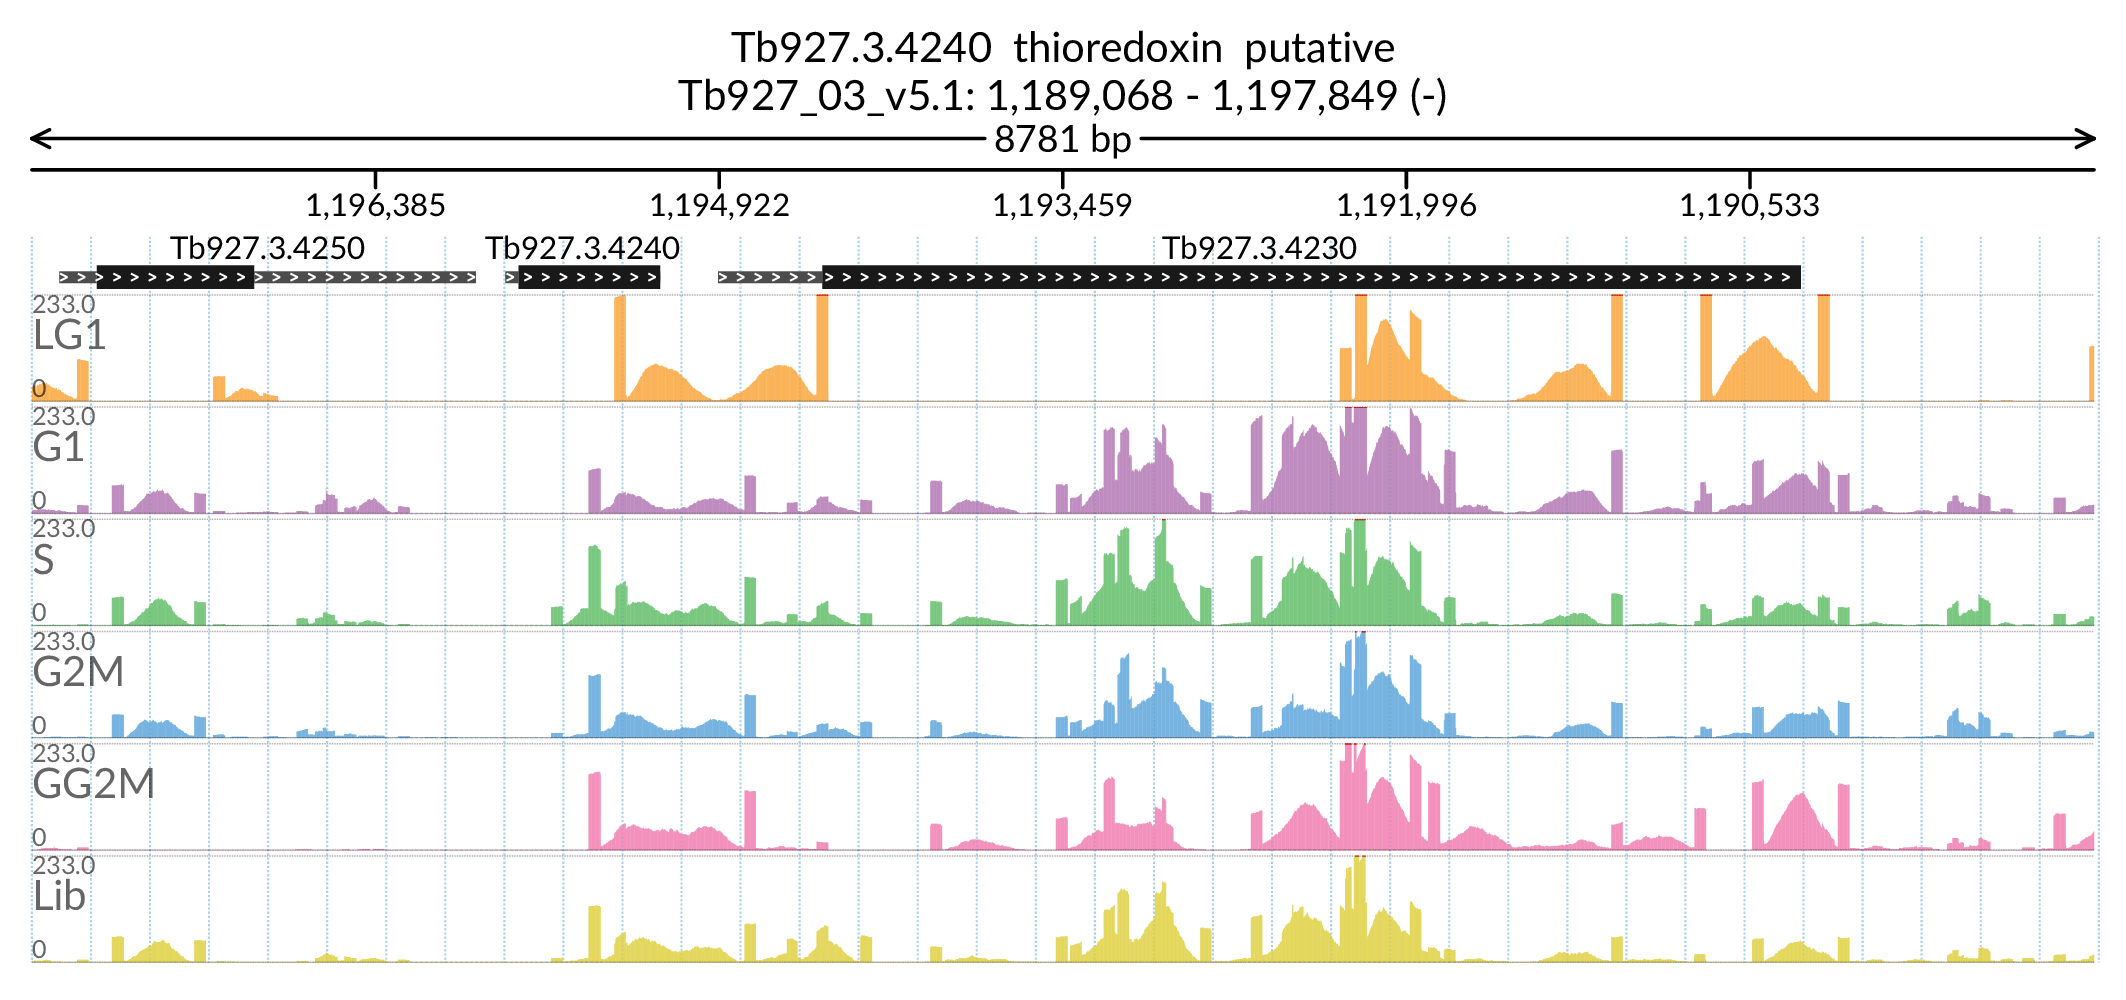 Tb927.3.4240 thioredoxin putative
Tb927_03_v5.1: 1,189,068 - 1,197,849 (-)
8781 bp
1,196,385 1,194,922 1,193,459 1,191,996 1,190,533
Tb927.3.4250 Tb927.3.4240 Tb927.3.4230
233.0
LG1
0
233.0
G1
0
233.0
S
0
233.0
G2M
0
233.0
GG2M
0
233.0
Lib
0